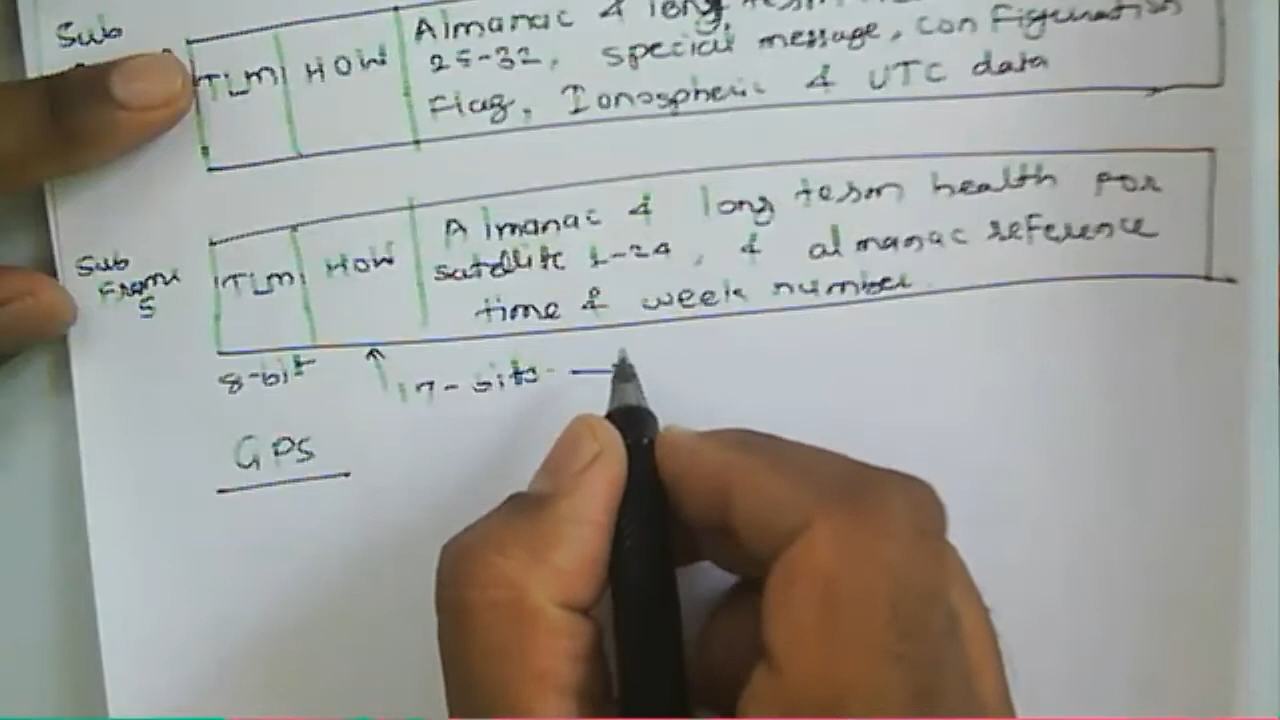 Sub
TLM HOW Almanac & long
25-32, special message, configuration
Flag, Ionospheric & UTC data
Sub Frame 5
TLM HOW Almanac & long term health for
satellite 1-24, & almanac reference
time & week number
8-bit 17-bits
GPS